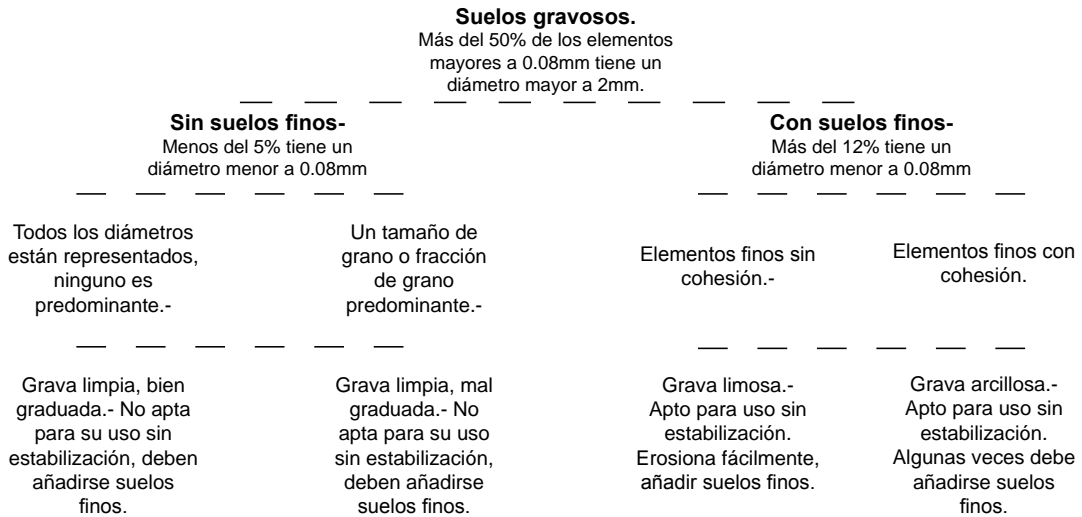 Suelos gravosos.
Más del 50% de los elementos
mayores a 0.08mm tiene un
diámetro mayor a 2mm.
Sin suelos finos-
Menos del 5% tiene un
diámetro menor a 0.08mm
Con suelos finos-
Más del 12% tiene un
diámetro menor a 0.08mm
Todos los diámetros
están representados,
ninguno es
predominante.-
Un tamaño de
grano o fracción
de grano
predominante.-
Elementos finos sin
cohesión.-
Elementos finos con
cohesión.
Grava limpia, bien
graduada.- No apta
para su uso sin
estabilización, deben
añadirse suelos
finos.
Grava limpia, mal
graduada.- No
apta para su uso
sin estabilización,
deben añadirse
suelos finos.
Grava limosa.-
Apto para uso sin
estabilización.
Erosiona fácilmente,
añadir suelos finos.
Grava arcillosa.-
Apto para uso sin
estabilización.
Algunas veces debe
añadirse suelos
finos.